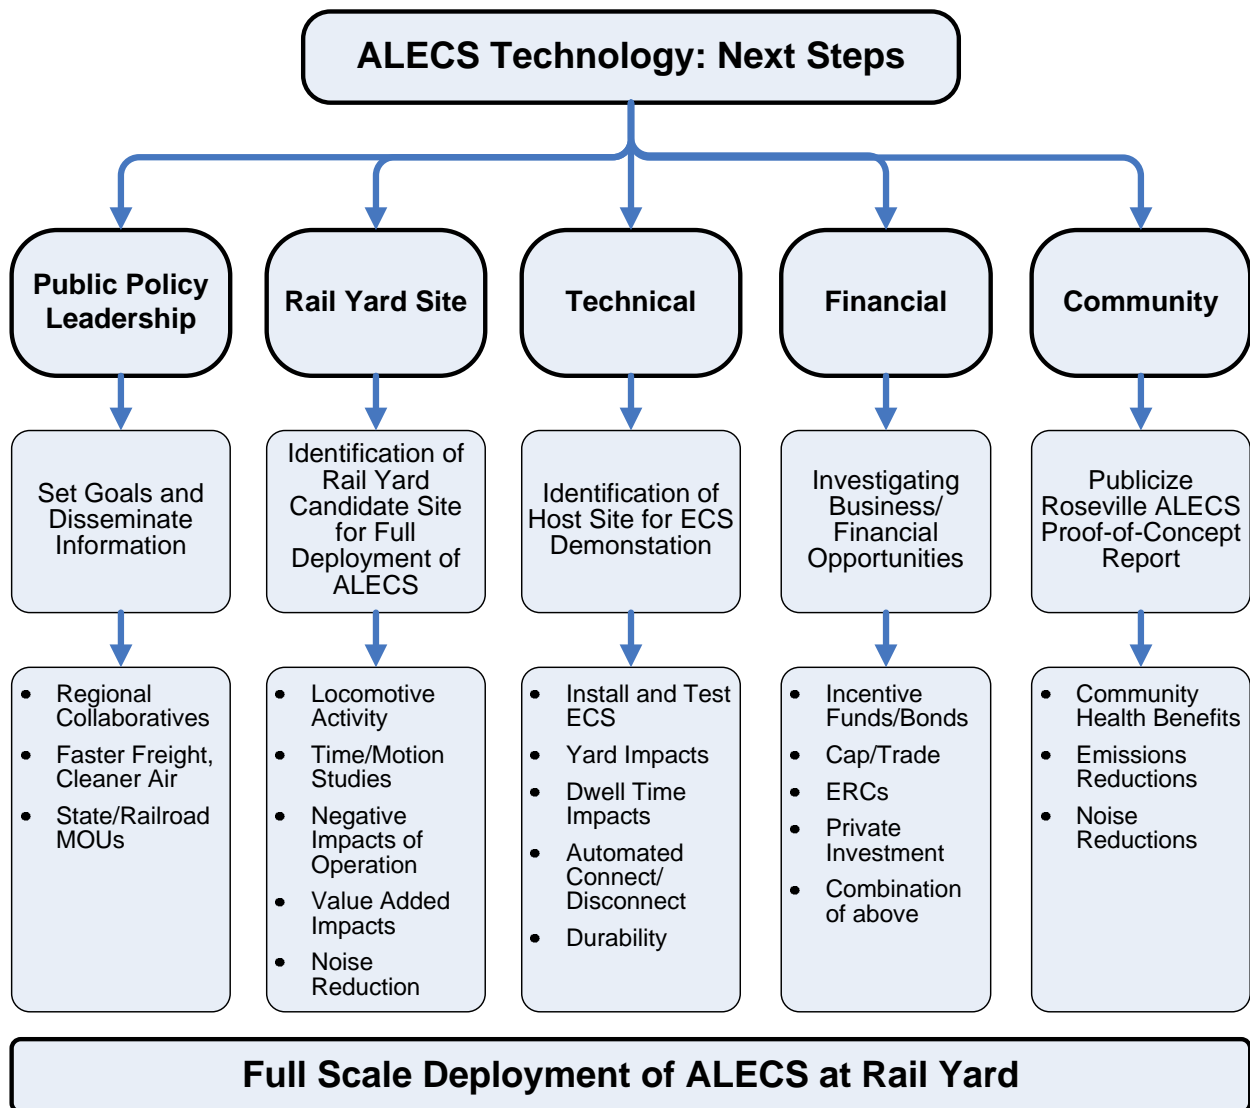 ALECS Technology: Next Steps
Public Policy
Leadership
Rail Yard Site
Technical
Financial
Community
Set Goals and
Disseminate
Information
Identification of
Rail Yard
Candidate Site
for Full
Deployment of
ALECS
Identification of
Host Site for ECS
Demonstation
Investigating
Business/
Financial
Opportunities
Publicize
Roseville ALECS
Proof-of-Concept
Report
• Regional
Collaboratives
• Faster Freight,
Cleaner Air
• State/Railroad
MOUs
• Locomotive
Activity
• Time/Motion
Studies
• Negative
Impacts of
Operation
• Value Added
Impacts
• Noise
Reduction
• Install and Test
ECS
• Yard Impacts
• Dwell Time
Impacts
• Automated
Connect/
Disconnect
• Durability
• Incentive
Funds/Bonds
• Cap/Trade
• ERCs
• Private
Investment
• Combination
of above
• Community
Health Benefits
• Emissions
Reductions
• Noise
Reductions
Full Scale Deployment of ALECS at Rail Yard